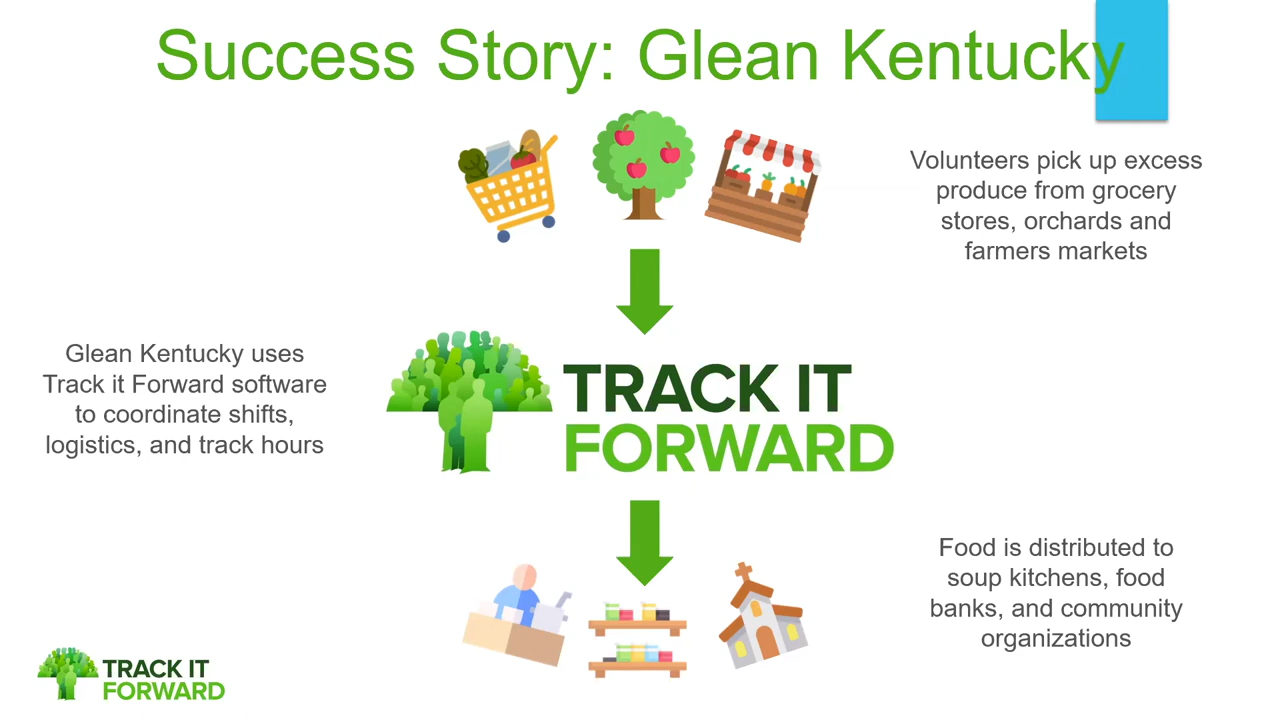 Success Story: Glean Kentucky
Volunteers pick up excess
produce from grocery
stores, orchards and
farmers markets
Glean Kentucky uses
Track it Forward software
to coordinate shifts,
logistics, and track hours
TRACK IT
FORWARD
Food is distributed to
soup kitchens, food
banks, and community
organizations
TRACK IT
FORWARD